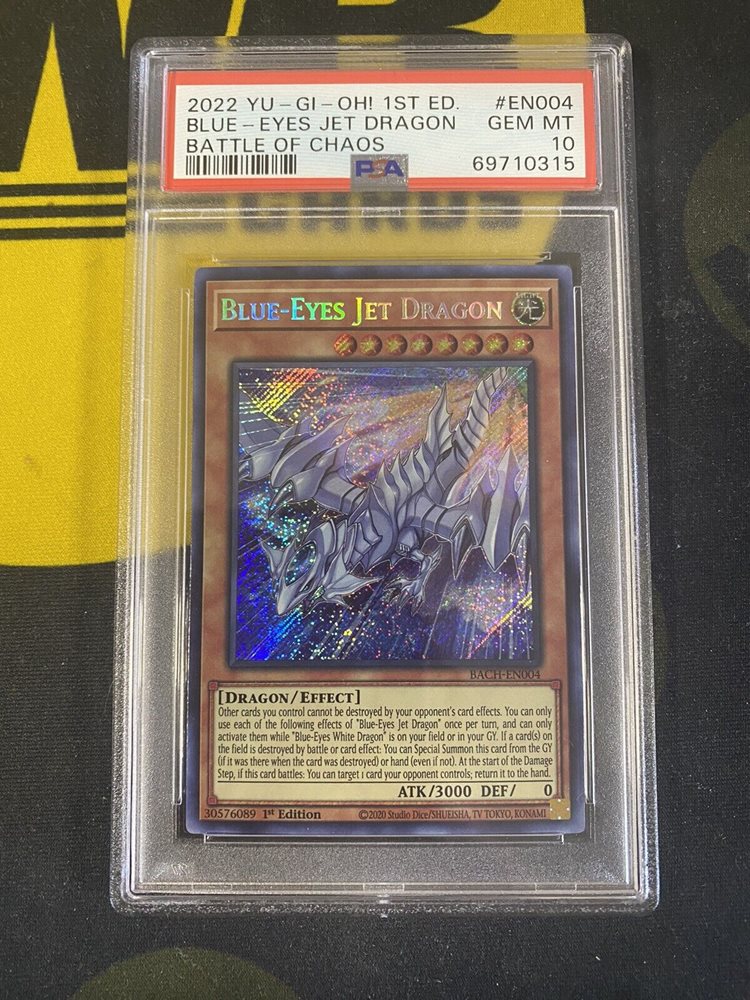 2022 YU-GI-OH! 1ST ED. #EN004
BLUE-EYES JET DRAGON GEM MT
BATTLE OF CHAOS 10
PSA 69710315
BLUE-EYES JET DRAGON
LIGHT
光
BACH-EN004
[DRAGON/EFFECT]
Other cards you control cannot be destroyed by your opponent's card effects. You can only
use each of the following effects of "Blue-Eyes Jet Dragon" once per turn, and can only
activate them while "Blue-Eyes White Dragon" is on your field or in your GY. If a card(s) on
the field is destroyed by battle or card effect: You can Special Summon this card from the GY
(if it was there when the card was destroyed) or hand (even if not). At the start of the Damage
Step, if this card battles: You can target 1 card your opponent controls; return it to the hand.
ATK/3000 DEF/ 0
30576089 1st Edition ©2020 Studio Dice/SHUEISHA, TV TOKYO, KONAMI